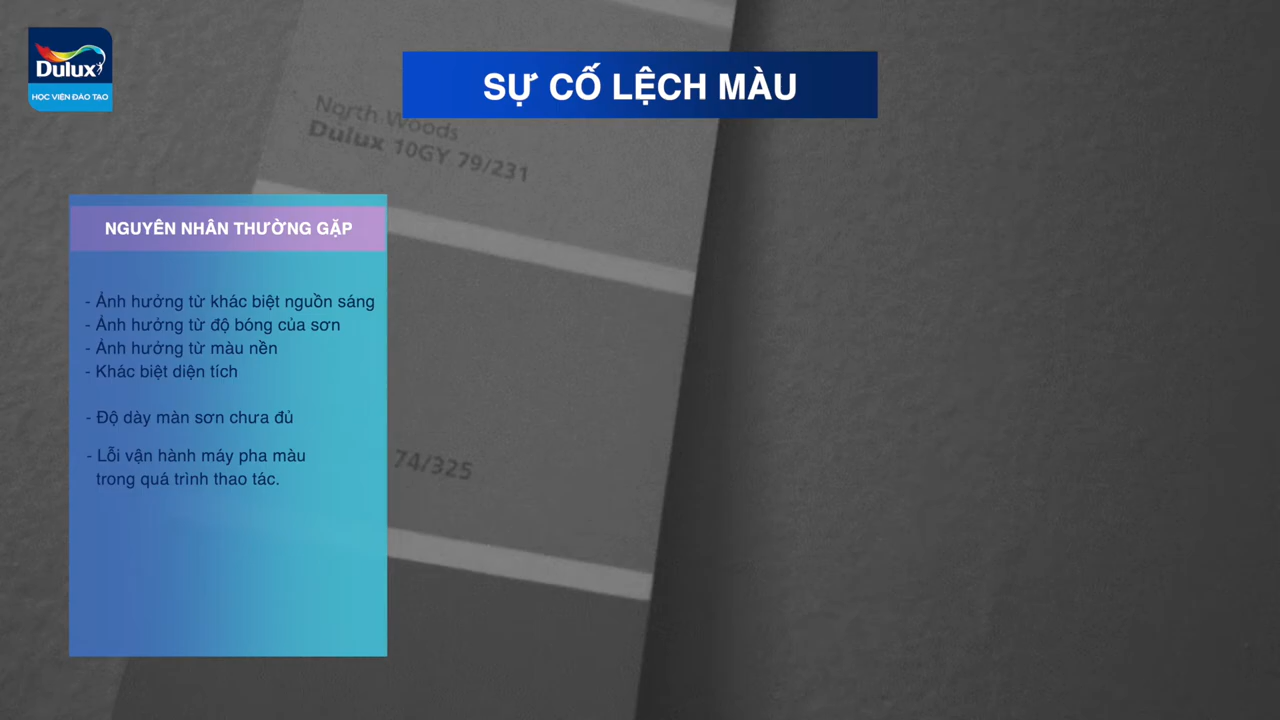 Dulux
HỌC VIỆN ĐÀO TẠO
SỰ CỐ LỆCH MÀU
North Woods
Dulux 10GY 79/231
NGUYÊN NHÂN THƯỜNG GẶP
- Ảnh hưởng từ khác biệt nguồn sáng
- Ảnh hưởng từ độ bóng của sơn
- Ảnh hưởng từ màu nền
- Khác biệt diện tích
- Độ dày màn sơn chưa đủ
- Lỗi vận hành máy pha màu
trong quá trình thao tác.
74/325